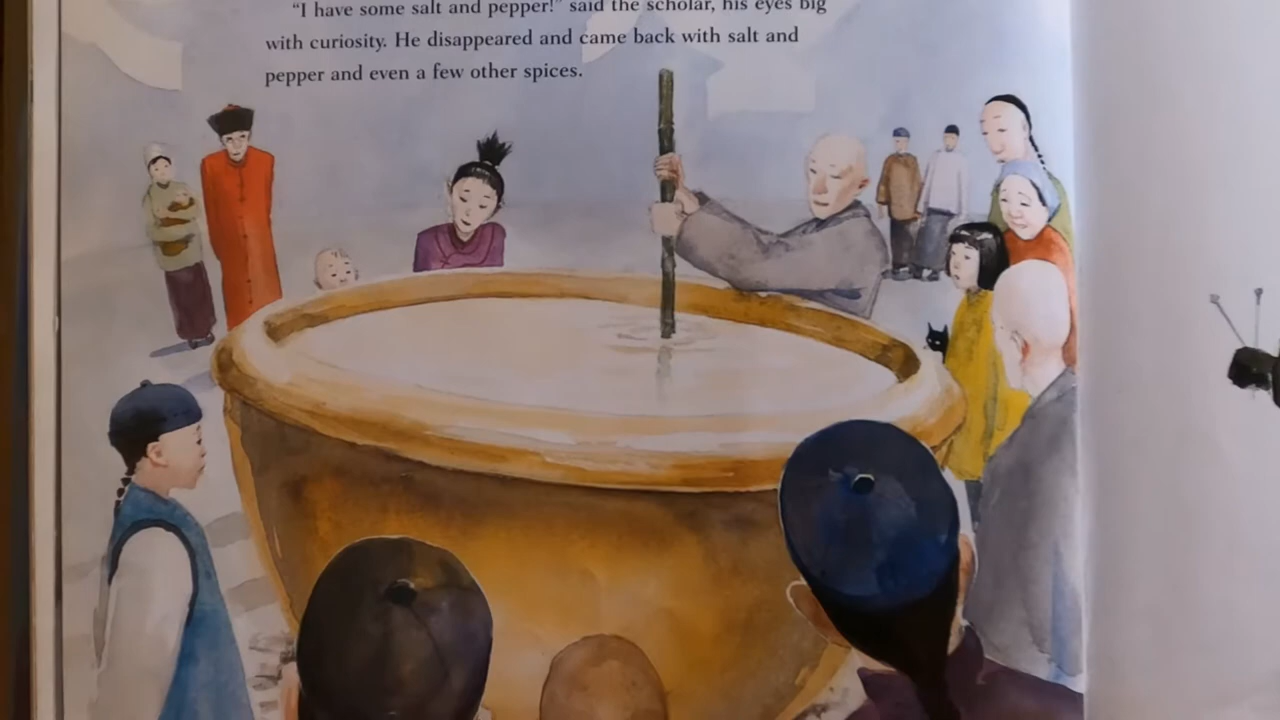 “I have some salt and pepper!” said the scholar, his eyes big
with curiosity. He disappeared and came back with salt and
pepper and even a few other spices.